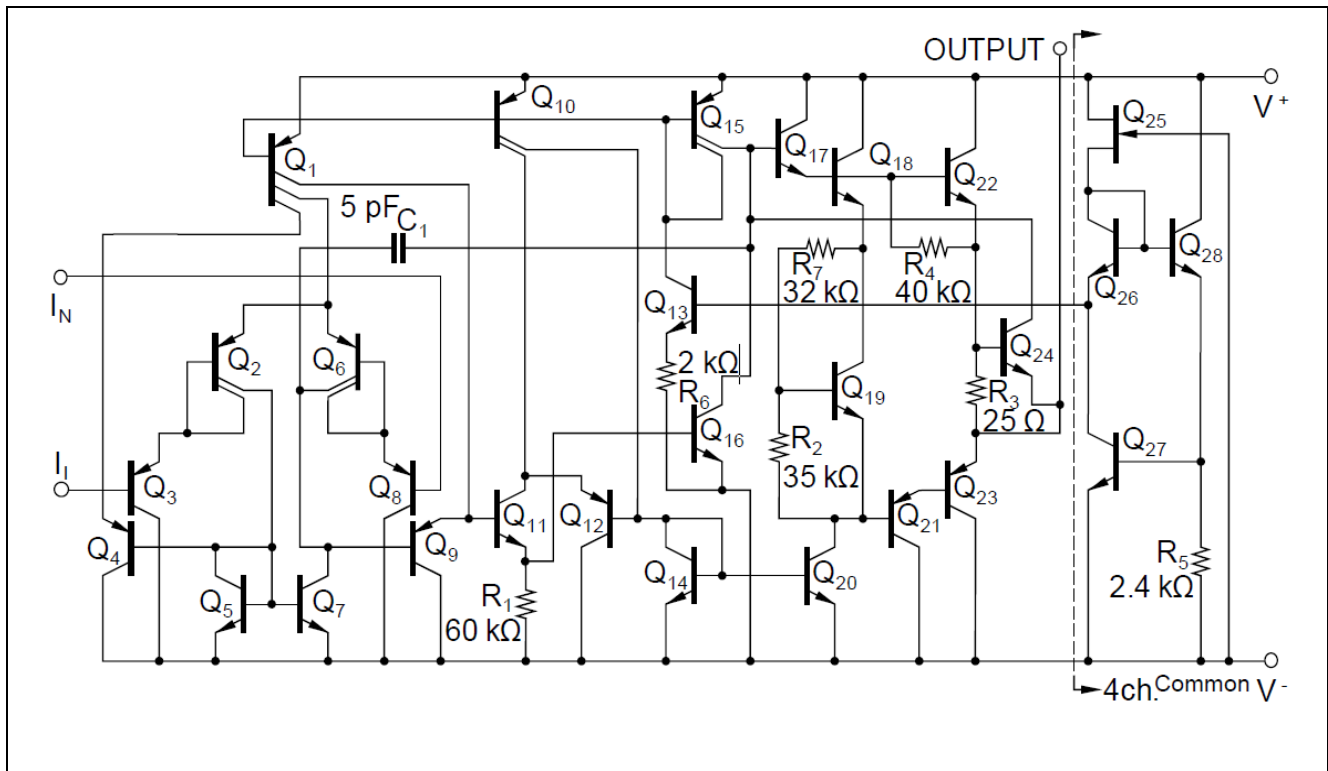 OUTPUT
V+
Q10
Q15
Q25
Q1
Q17
Q18
Q22
5 pF
C1
Q28
R7
32 kΩ
R4
40 kΩ
Q26
IN
Q13
Q2
Q6
Q24
2 kΩ
R6
Q19
R3
25 Ω
Q16
Q27
R2
35 kΩ
II
Q3
Q8
Q11
Q12
Q21
Q23
Q4
Q9
R5
2.4 kΩ
Q14
Q20
Q5
Q7
R1
60 kΩ
4ch.Common
V-